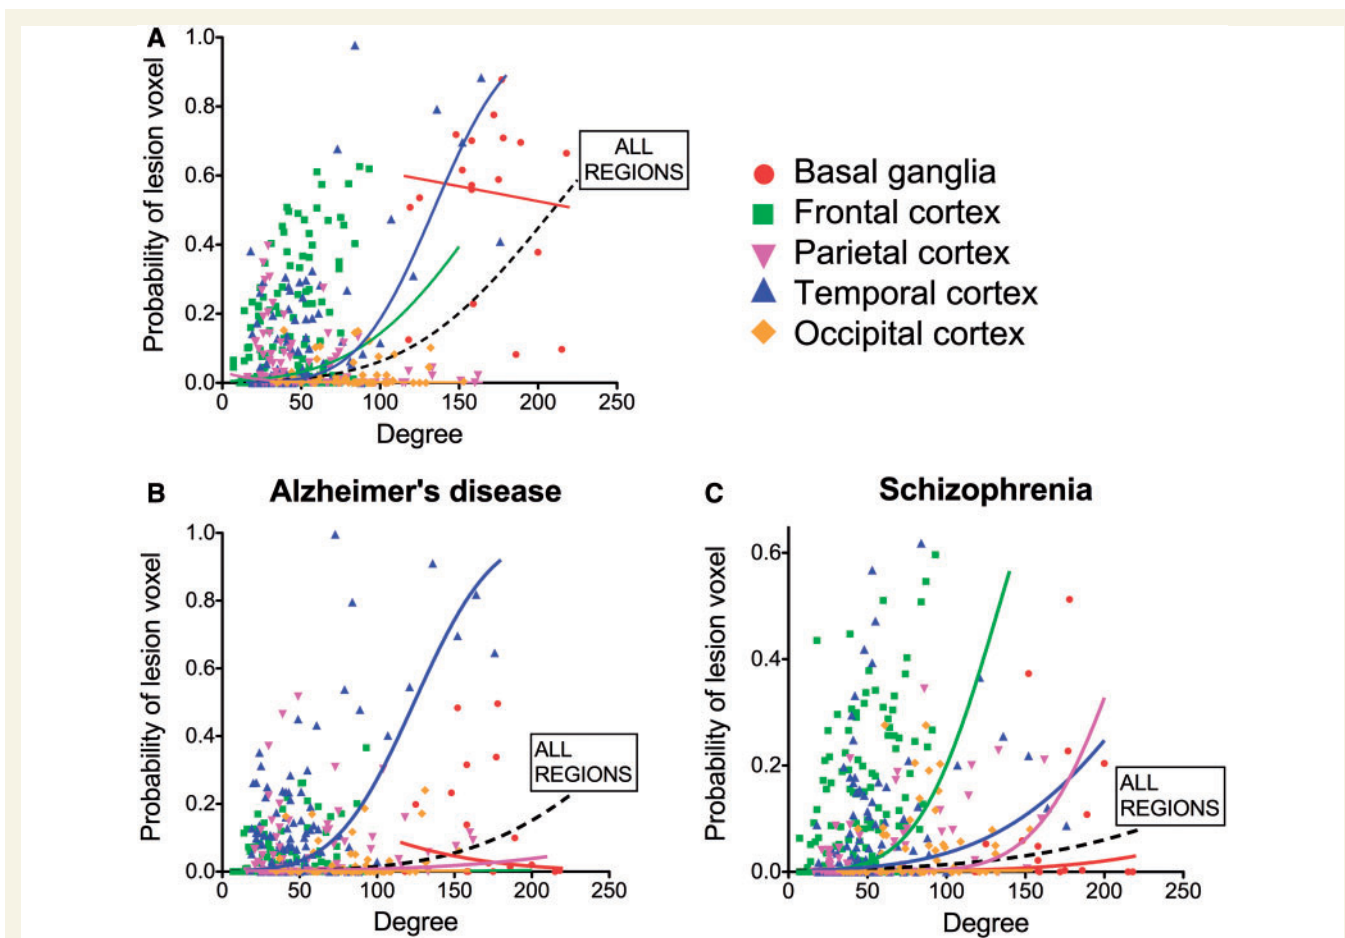 A
1.0
0.8
0.6
0.4
0.2
0.0
Probability of lesion voxel
0 50 100 150 200 250
Degree
ALL
REGIONS
Basal ganglia
Frontal cortex
Parietal cortex
Temporal cortex
Occipital cortex
B
Alzheimer's disease
1.0
0.8
0.6
0.4
0.2
0.0
Probability of lesion voxel
0 50 100 150 200 250
Degree
ALL
REGIONS
C
Schizophrenia
0.6
0.4
0.2
0.0
Probability of lesion voxel
0 50 100 150 200 250
Degree
ALL
REGIONS